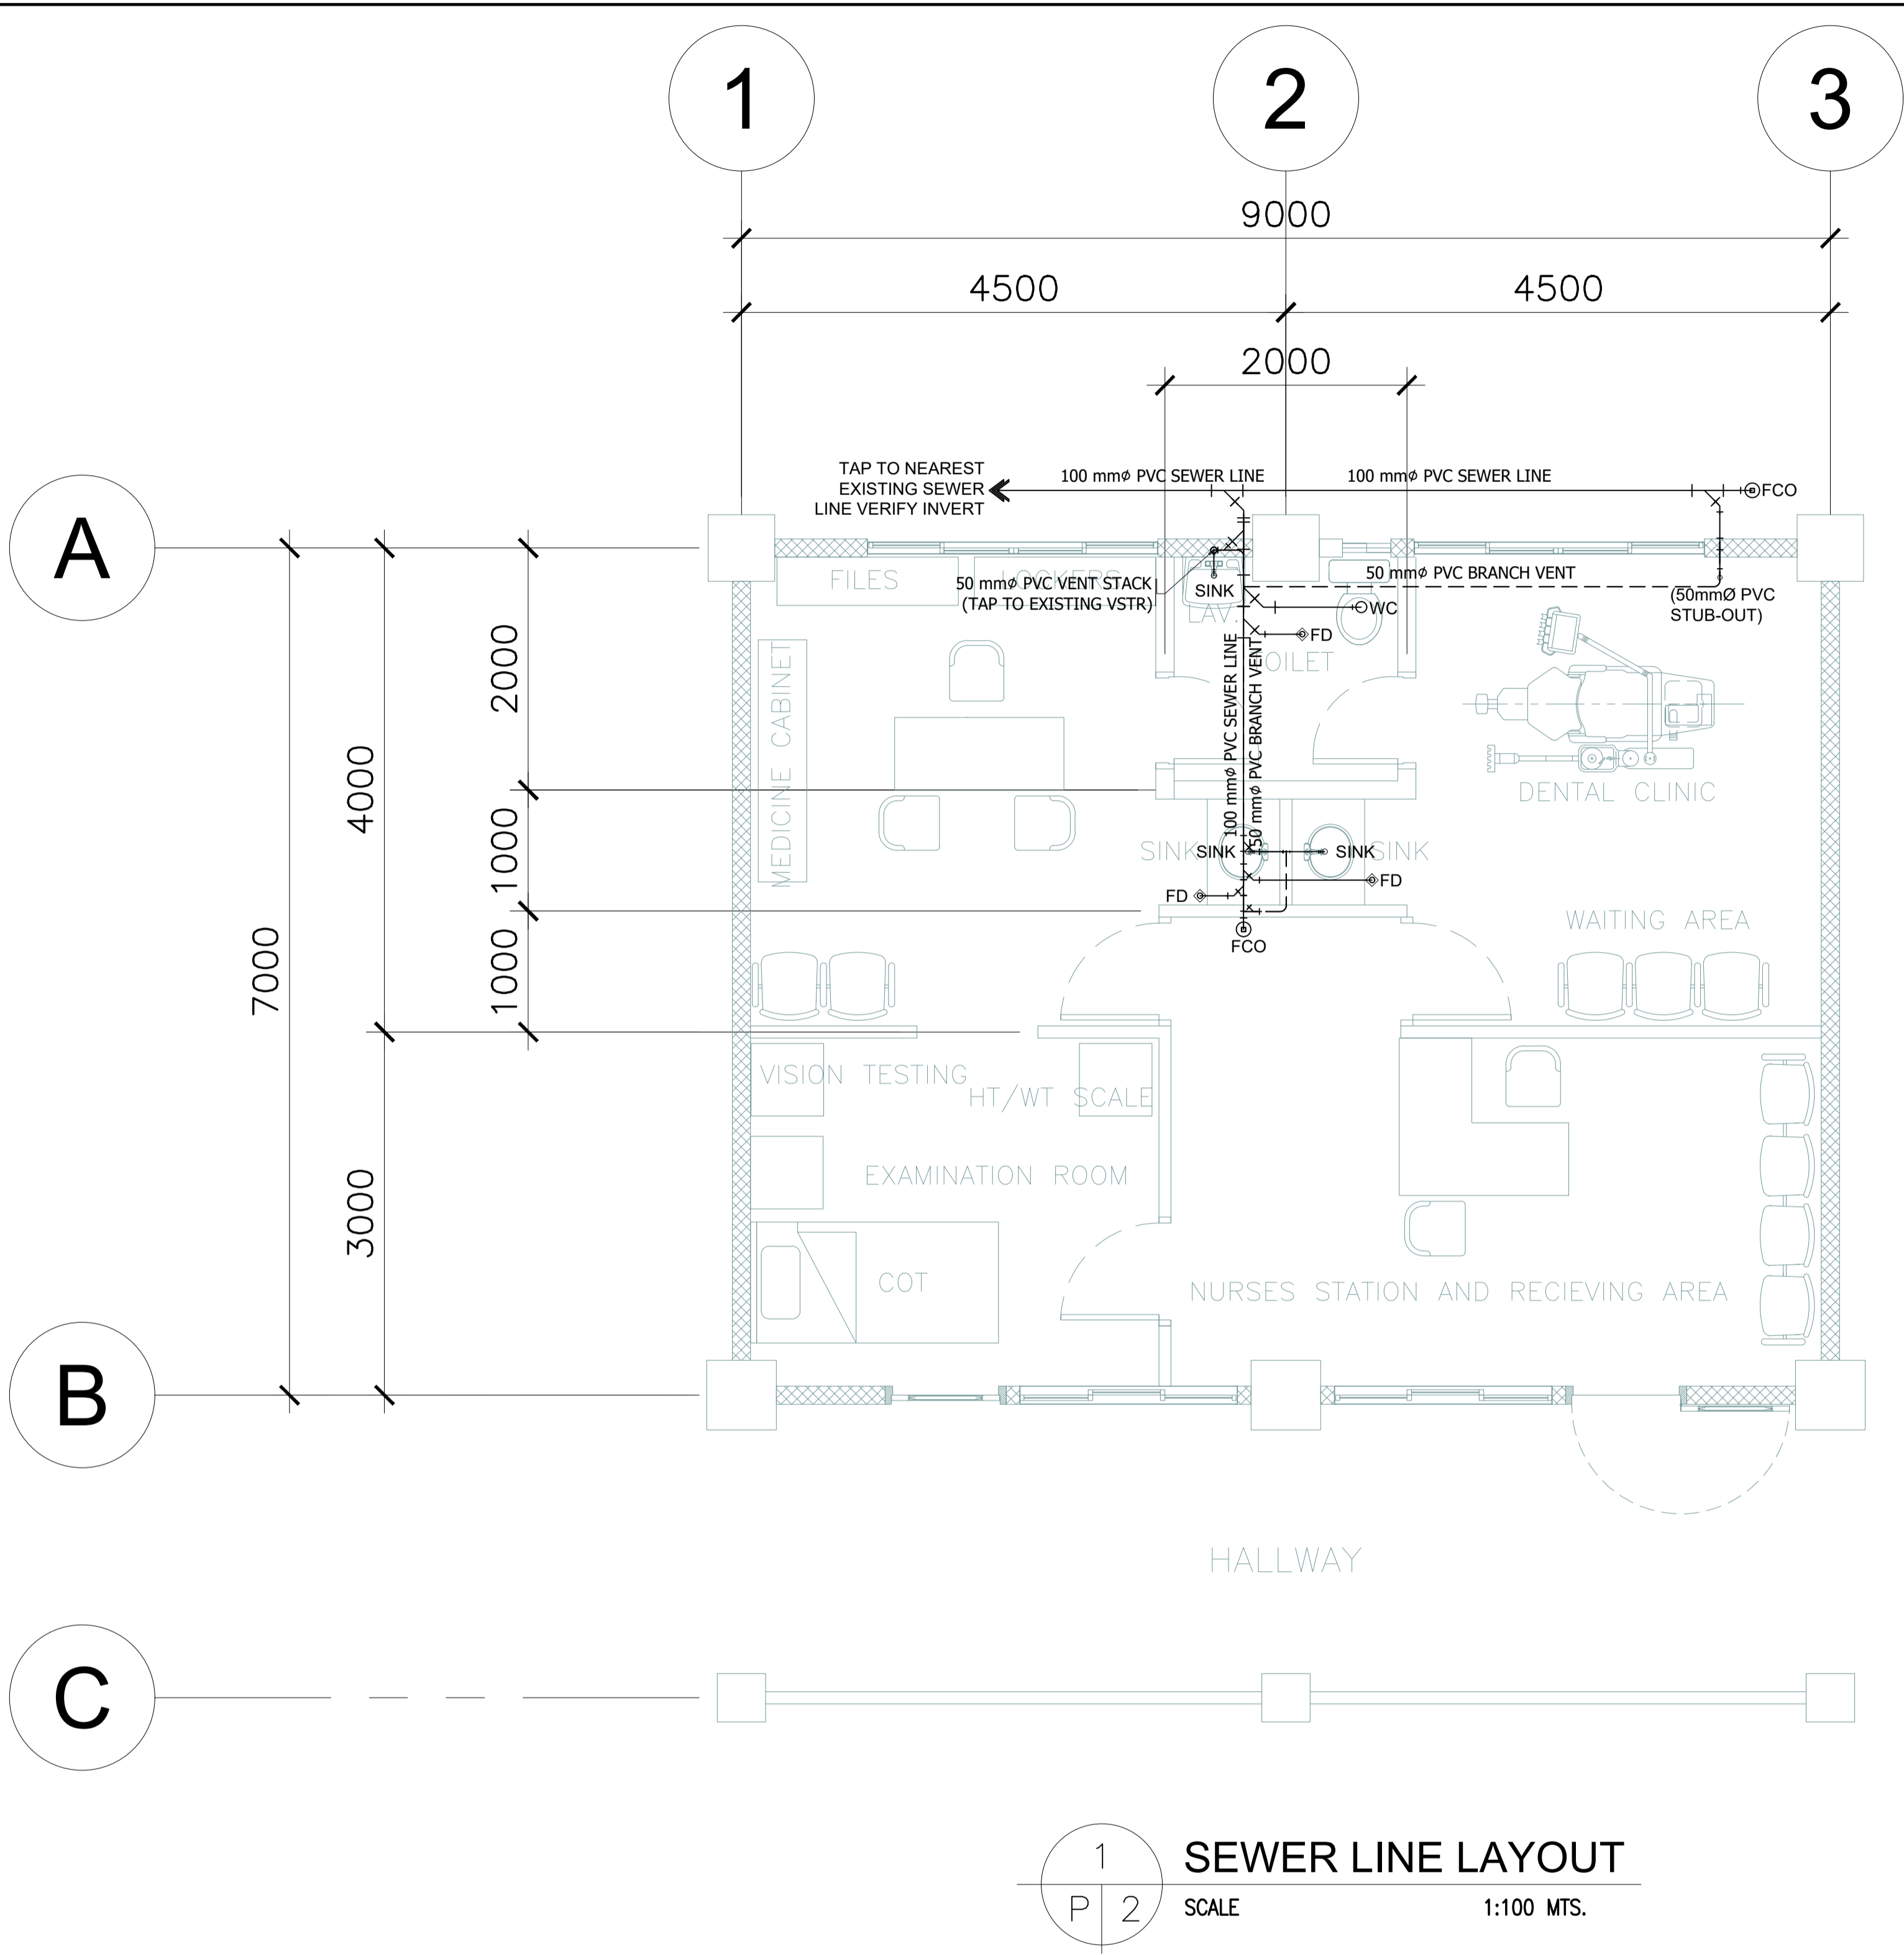 1
2
3
9000
4500
4500
2000
TAP TO NEAREST
EXISTING SEWER
LINE VERIFY INVERT
100 mmø PVC SEWER LINE
100 mmø PVC SEWER LINE
FCO
A
FILES
LOCKERS
50 mmø PVC VENT STACK
(TAP TO EXISTING VSTR)
SINK
LAV.
50 mmø PVC BRANCH VENT
(50mmØ PVC
STUB-OUT)
WC
FD
TOILET
100 mmø PVC SEWER LINE
50 mmø PVC BRANCH VENT
MEDICINE CABINET
2000
4000
1000
7000
1000
3000
DENTAL CLINIC
SINK
SINK
SINK
SINK
FD
FD
FCO
WAITING AREA
VISION TESTING
HT/WT SCALE
EXAMINATION ROOM
COT
NURSES STATION AND RECIEVING AREA
B
HALLWAY
C
1
P 2
SEWER LINE LAYOUT
SCALE 1:100 MTS.